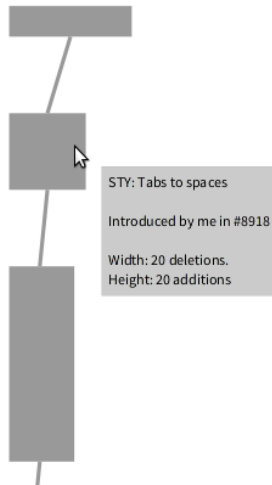 STY: Tabs to spaces
Introduced by me in #8918
Width: 20 deletions.
Height: 20 additions